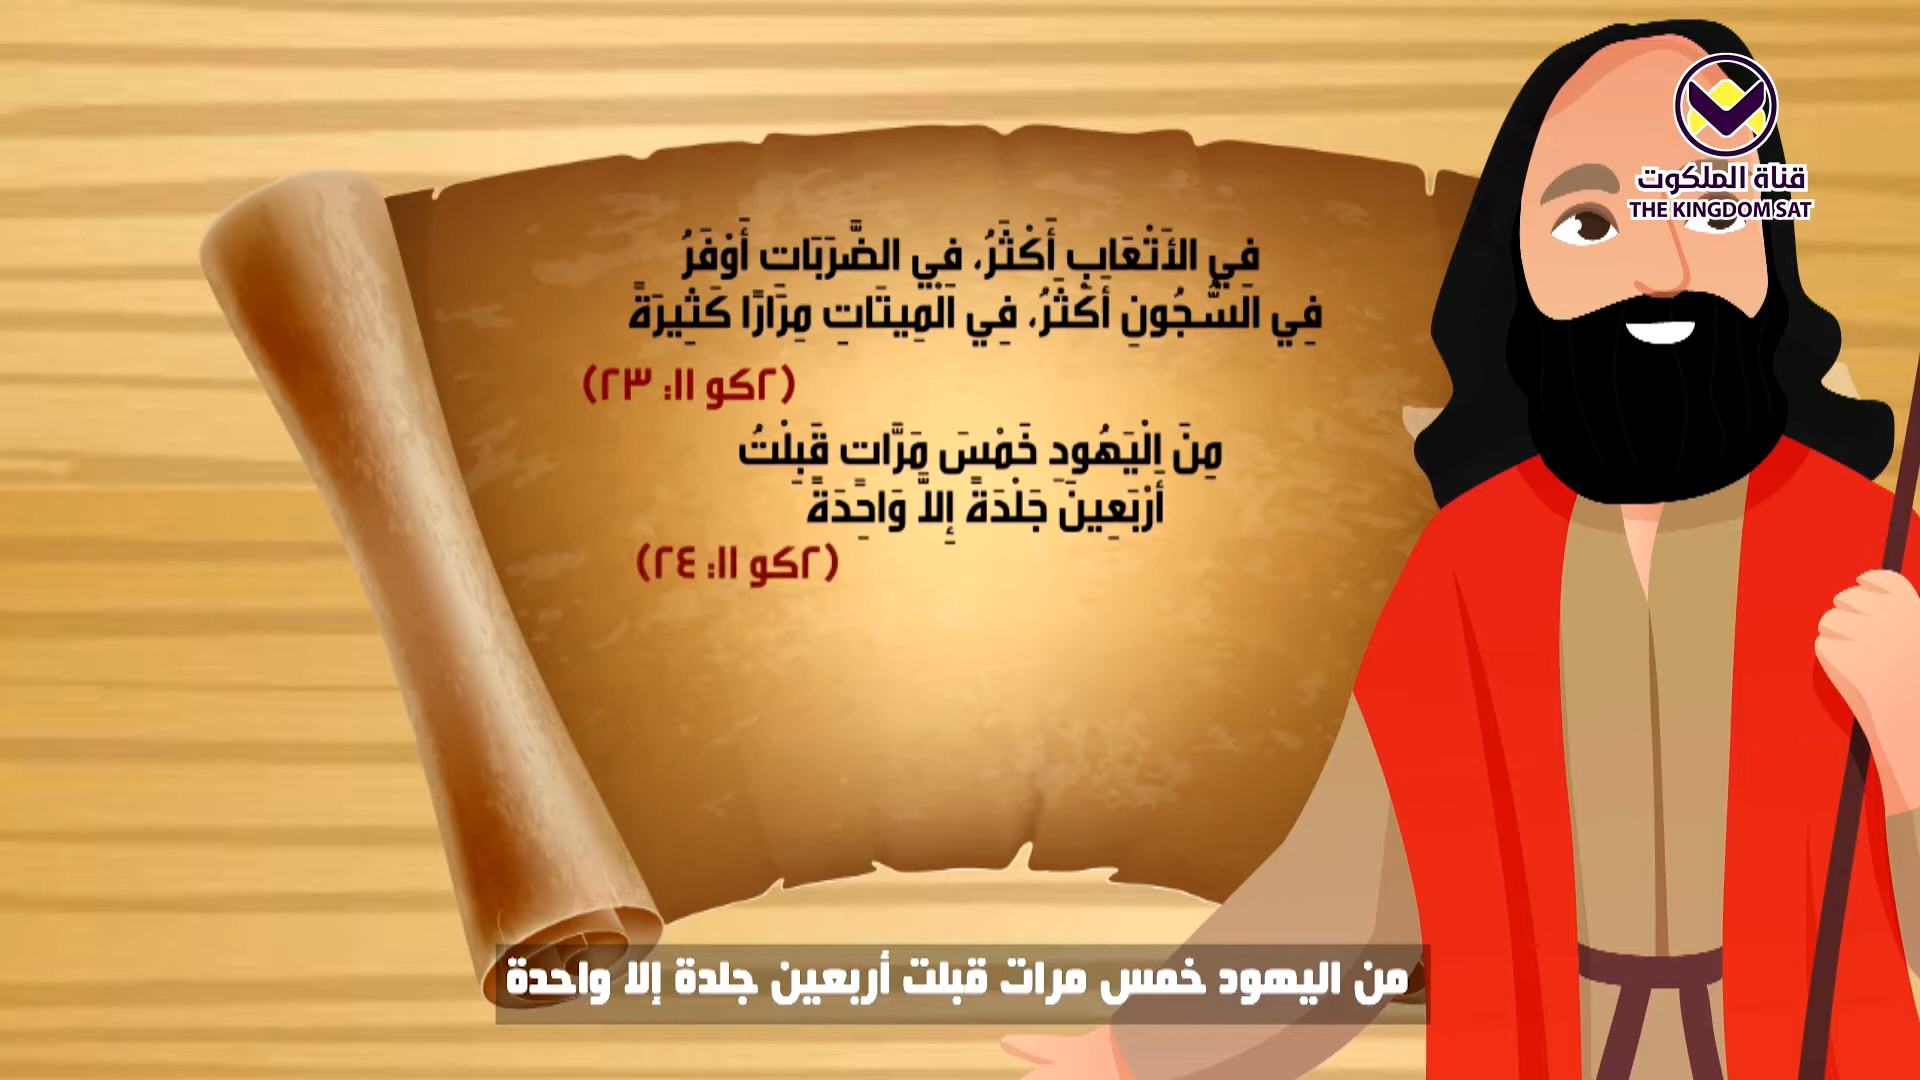 قناة الملكوت
THE KINGDOM SAT
فِي الأَتْعَابِ أَكْثَرُ، فِي الضَّرَبَاتِ أَوْفَرُ
فِي السُّجُونِ أَكْثَرُ، فِي الْمِيتَاتِ مِرَارًا كَثِيرَةً
(٢كو ١١: ٢٣)
مِنَ الْيَهُودِ خَمْسَ مَرَّاتٍ قَبِلْتُ
أَرْبَعِينَ جَلْدَةً إِلاَّ وَاحِدَةً
(٢كو ١١: ٢٤)
من اليهود خمس مرات قبلت أربعين جلدة إلا واحدة